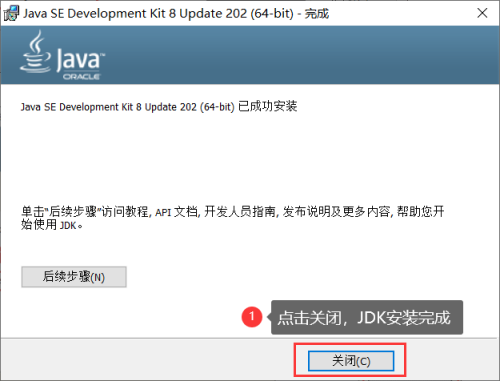 Java SE Development Kit 8 Update 202 (64-bit) - 完成
Java™
ORACLE
Java SE Development Kit 8 Update 202 (64-bit) 已成功安装
单击“后续步骤”访问教程, API 文档, 开发人员指南, 发布说明及更多内容, 帮助您开
始使用 JDK。
后续步骤(N)
1 点击关闭，JDK安装完成
关闭(C)